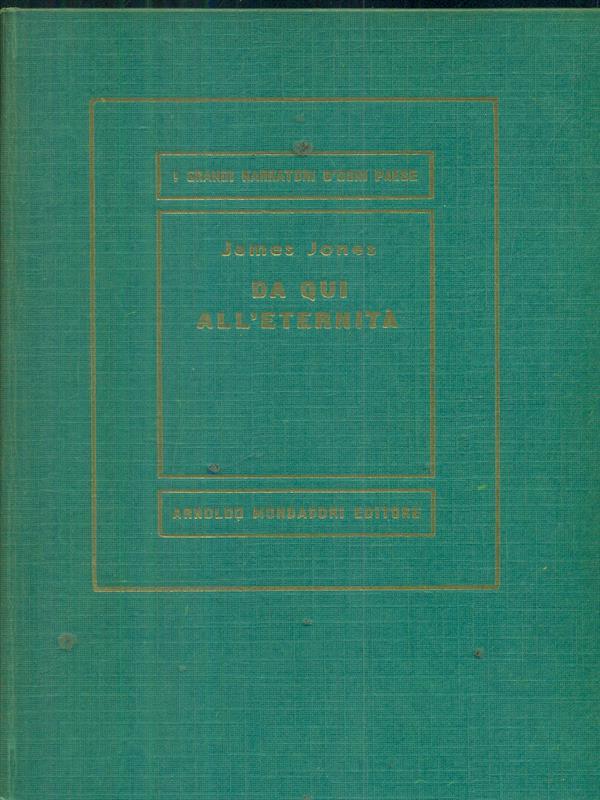 I GRANDI NARRATORI D'OGNI PAESE
James Jones
DA QUI
ALL'ETERNITÀ
ARNOLDO MONDADORI EDITORE